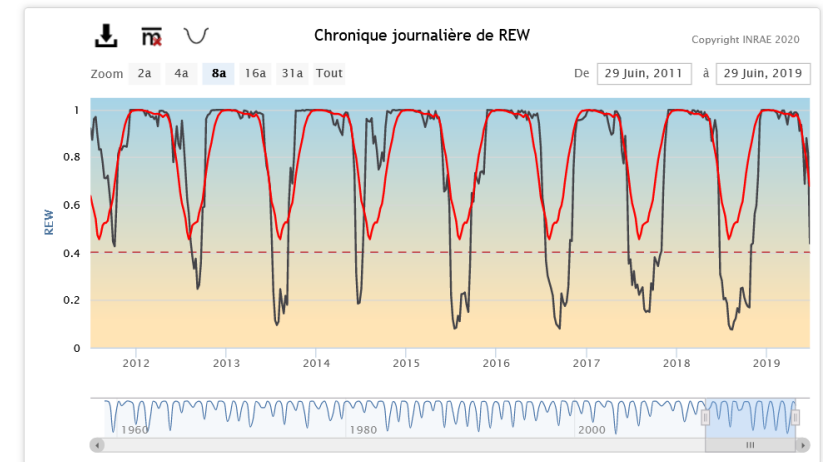 Chronique journalière de REW
Copyright INRAE 2020
Zoom 2a 4a 8a 16a 31a Tout De 29 Juin, 2011 à 29 Juin, 2019
REW
1
0.8
0.6
0.4
0.2
0
2012 2013 2014 2015 2016 2017 2018 2019
1960 1980 2000